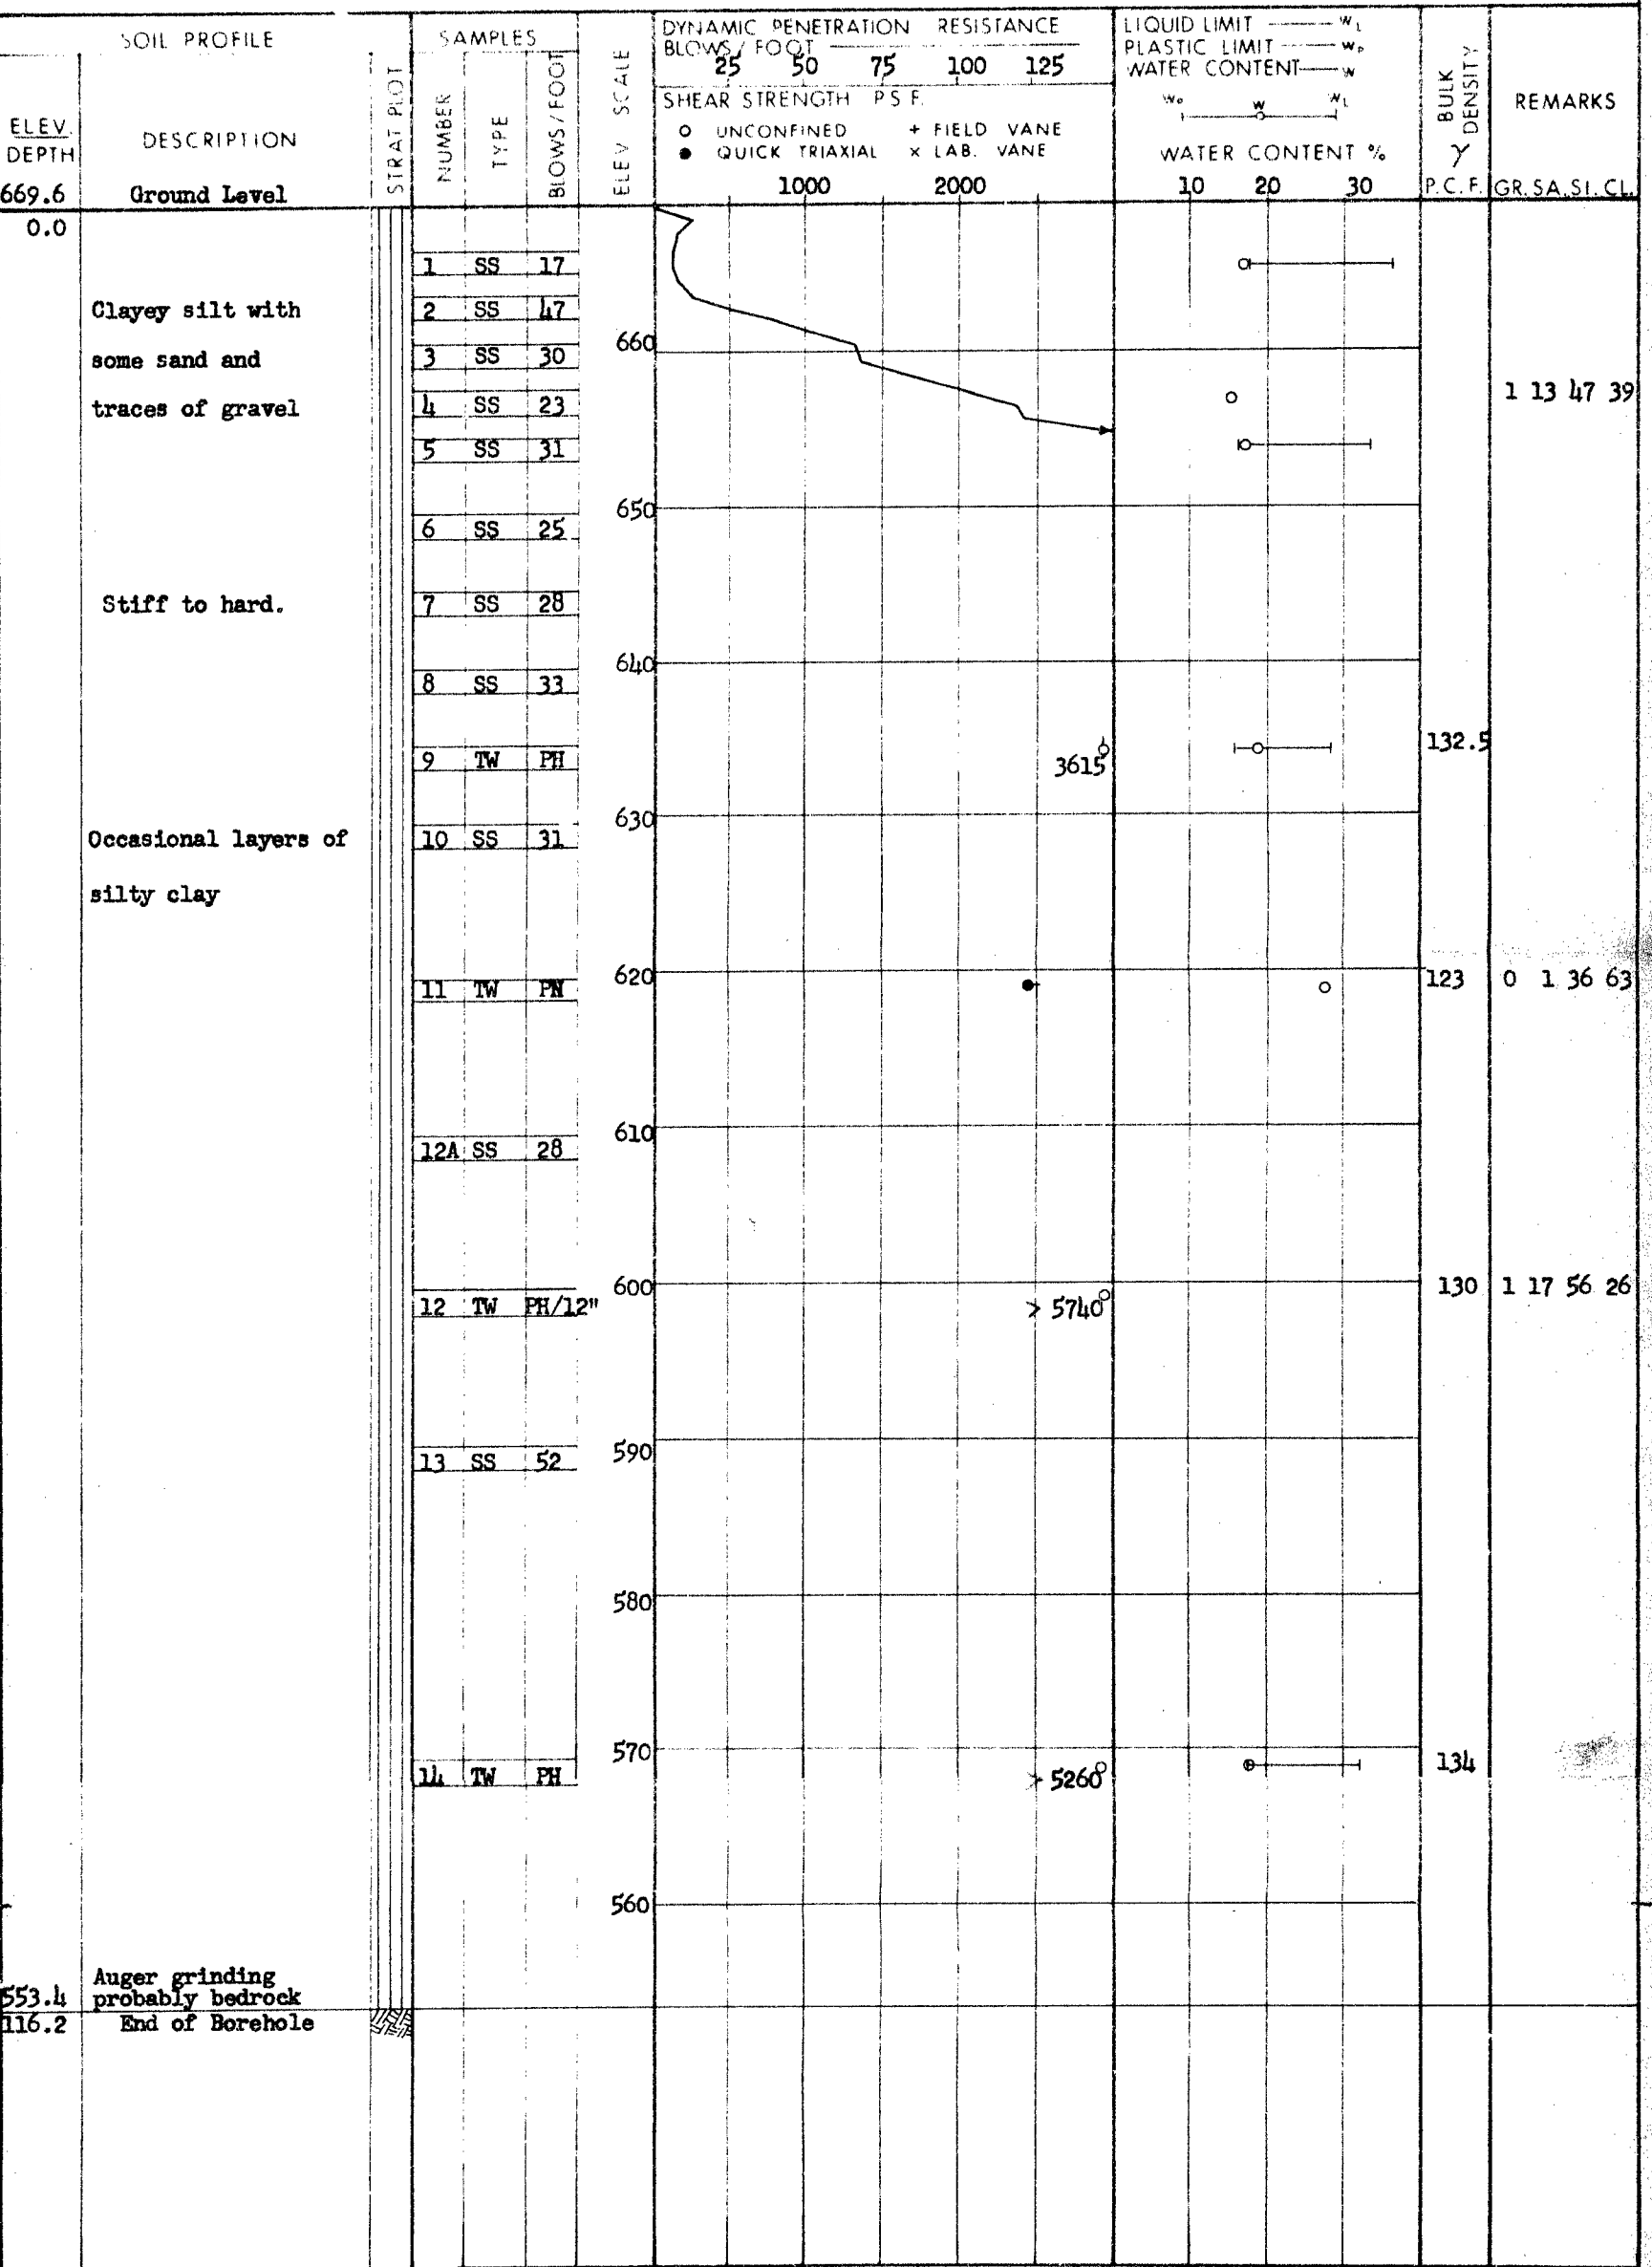 SOIL PROFILE
SAMPLES
ELEV SCALE
DYNAMIC PENETRATION RESISTANCE
BLOWS / FOOT
25 50 75 100 125
SHEAR STRENGTH P S F.
○ UNCONFINED + FIELD VANE
● QUICK TRIAXIAL × LAB. VANE
1000 2000
LIQUID LIMIT —— WL
PLASTIC LIMIT —— WP
WATER CONTENT —— W
WP W WL
WATER CONTENT %
10 20 30
BULK DENSITY
γ
P.C.F.
REMARKS
GR.SA.SI.CL.
ELEV.
DEPTH
DESCRIPTION
STRAT PLOT
NUMBER
TYPE
BLOWS / FOOT
669.6 Ground Level
0.0
1 SS 17
Clayey silt with
2 SS 47
660
some sand and
3 SS 30
1 13 47 39
traces of gravel
4 SS 23
5 SS 31
650
6 SS 25
Stiff to hard.
7 SS 28
640
8 SS 33
132.5
9 TW PH
3615
630
Occasional layers of
10 SS 31
silty clay
620
123 0 1 36 63
11 TW PN
610
12A SS 28
600
130 1 17 56 26
12 TW PH/12"
> 5740
590
13 SS 52
580
570
134
14 TW PH
> 5260
560
Auger grinding
553.4 probably bedrock
116.2 End of Borehole